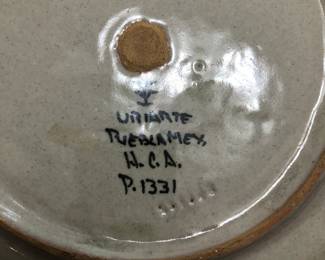 URIARTE
PUEBLA MEX,
H.C.A.
P.1331